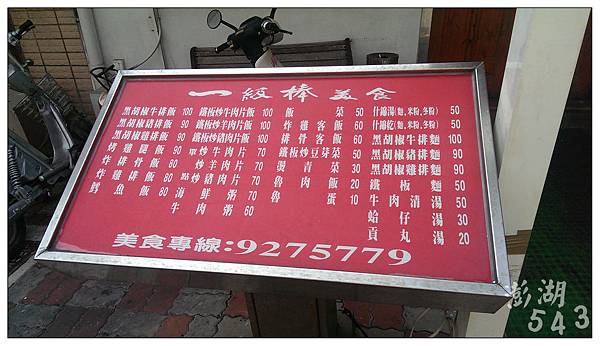 一級棒美食
黑胡椒牛排飯 100
黑胡椒豬排飯 100
黑胡椒雞排飯 100
烤雞腿飯 90
炸排骨飯 80
炸雞排飯 80
鱈魚飯 80
鐵板炒牛肉片飯 100
鐵板炒羊肉片飯 100
鐵板炒豬肉片飯 100
單炒牛肉片 70
炒羊肉片 70
點炒豬肉片 70
海鮮粥 70
牛肉粥 60
飯菜 50
炸雞客飯 60
排骨客飯 60
鐵板炒豆芽菜 50
燙青菜 30
魯肉飯 20
魯蛋 10
什錦湯(麵,米粉,冬粉) 50
什錦乾(麵,米粉,冬粉) 50
黑胡椒牛排麵 100
黑胡椒豬排麵 90
黑胡椒雞排麵 90
鐵板麵 50
牛肉清湯 50
蛤仔湯 30
貢丸湯 20
美食專線:9275779
澎湖
543